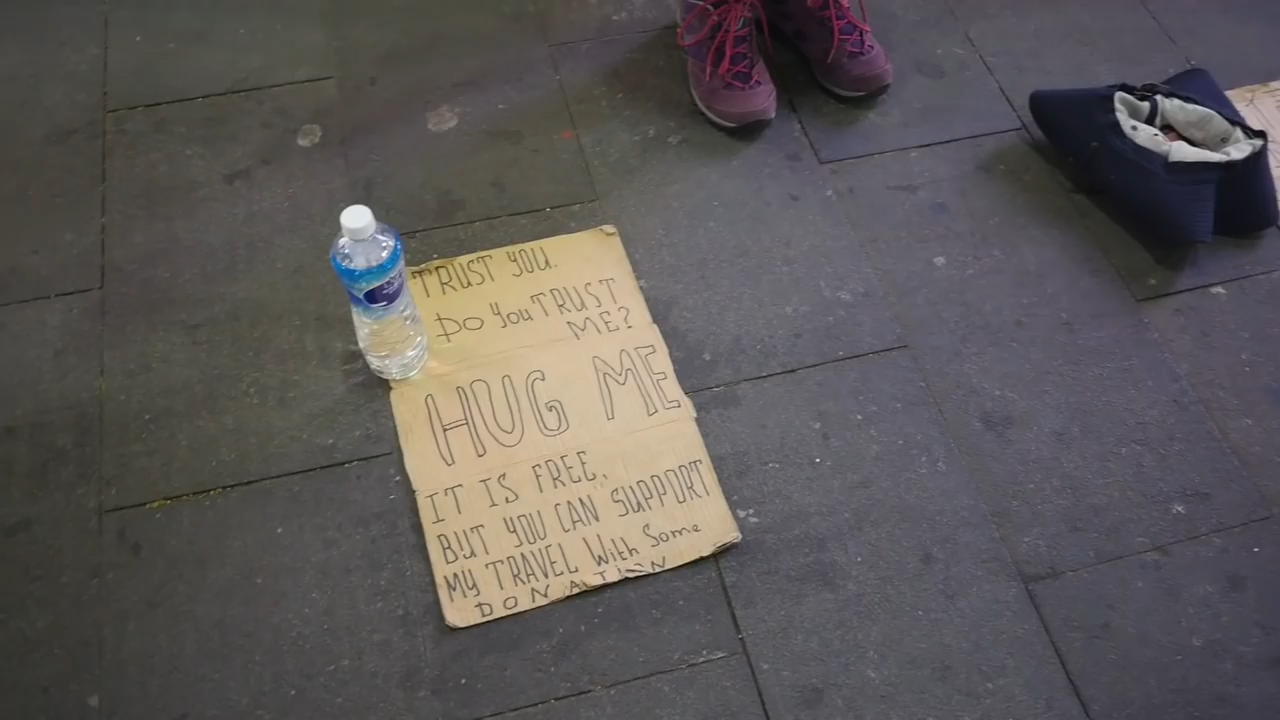 TRUST YOU.
DO You TRUST
ME?
HUG ME
IT IS FREE,
BUT YOU CAN SUPPORT
MY TRAVEL With Some
DONATION